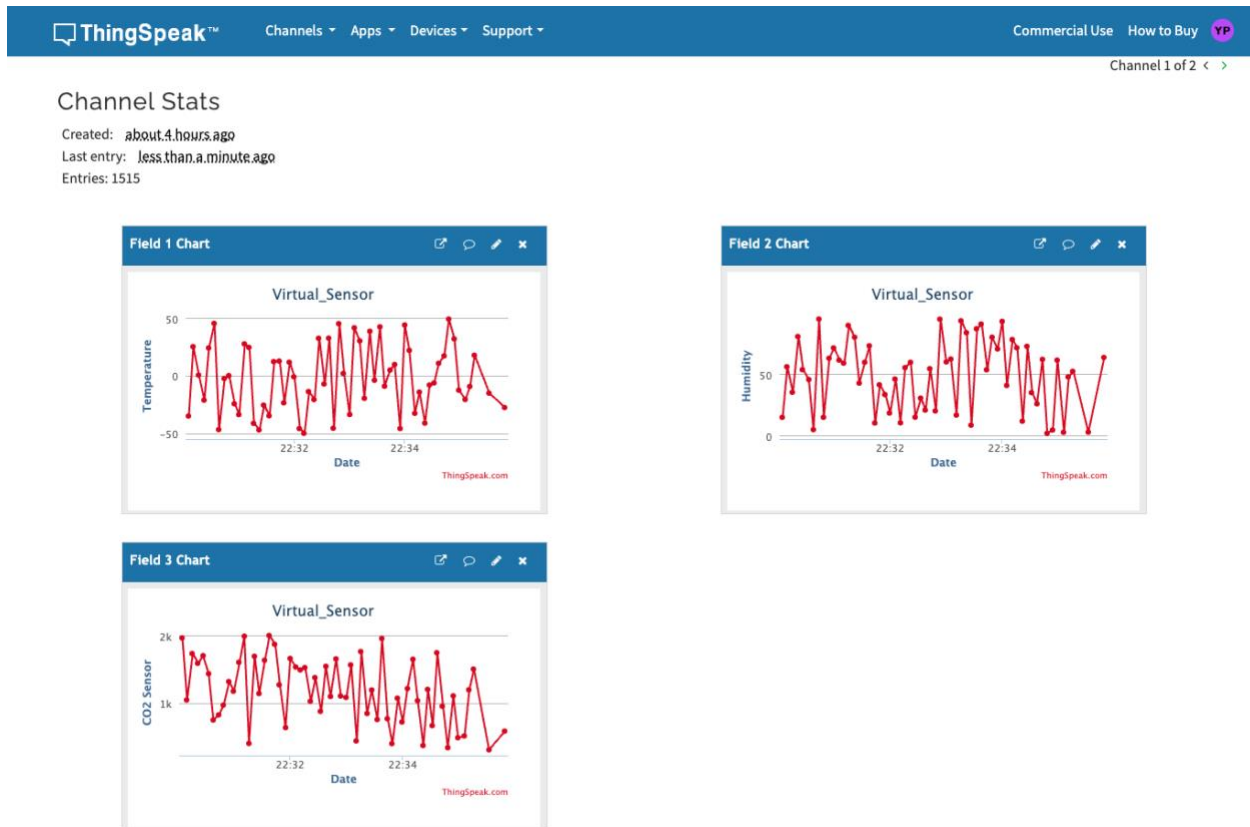 ThingSpeak™ Channels Apps Devices Support Commercial Use How to Buy YP
Channel 1 of 2 < >
Channel Stats
Created: about 4 hours ago
Last entry: less than a minute ago
Entries: 1515
Field 1 Chart
Virtual_Sensor
Temperature
50
0
-50
22:32 22:34
Date
ThingSpeak.com
Field 2 Chart
Virtual_Sensor
Humidity
50
0
22:32 22:34
Date
ThingSpeak.com
Field 3 Chart
Virtual_Sensor
CO2 Sensor
2k
1k
22:32 22:34
Date
ThingSpeak.com